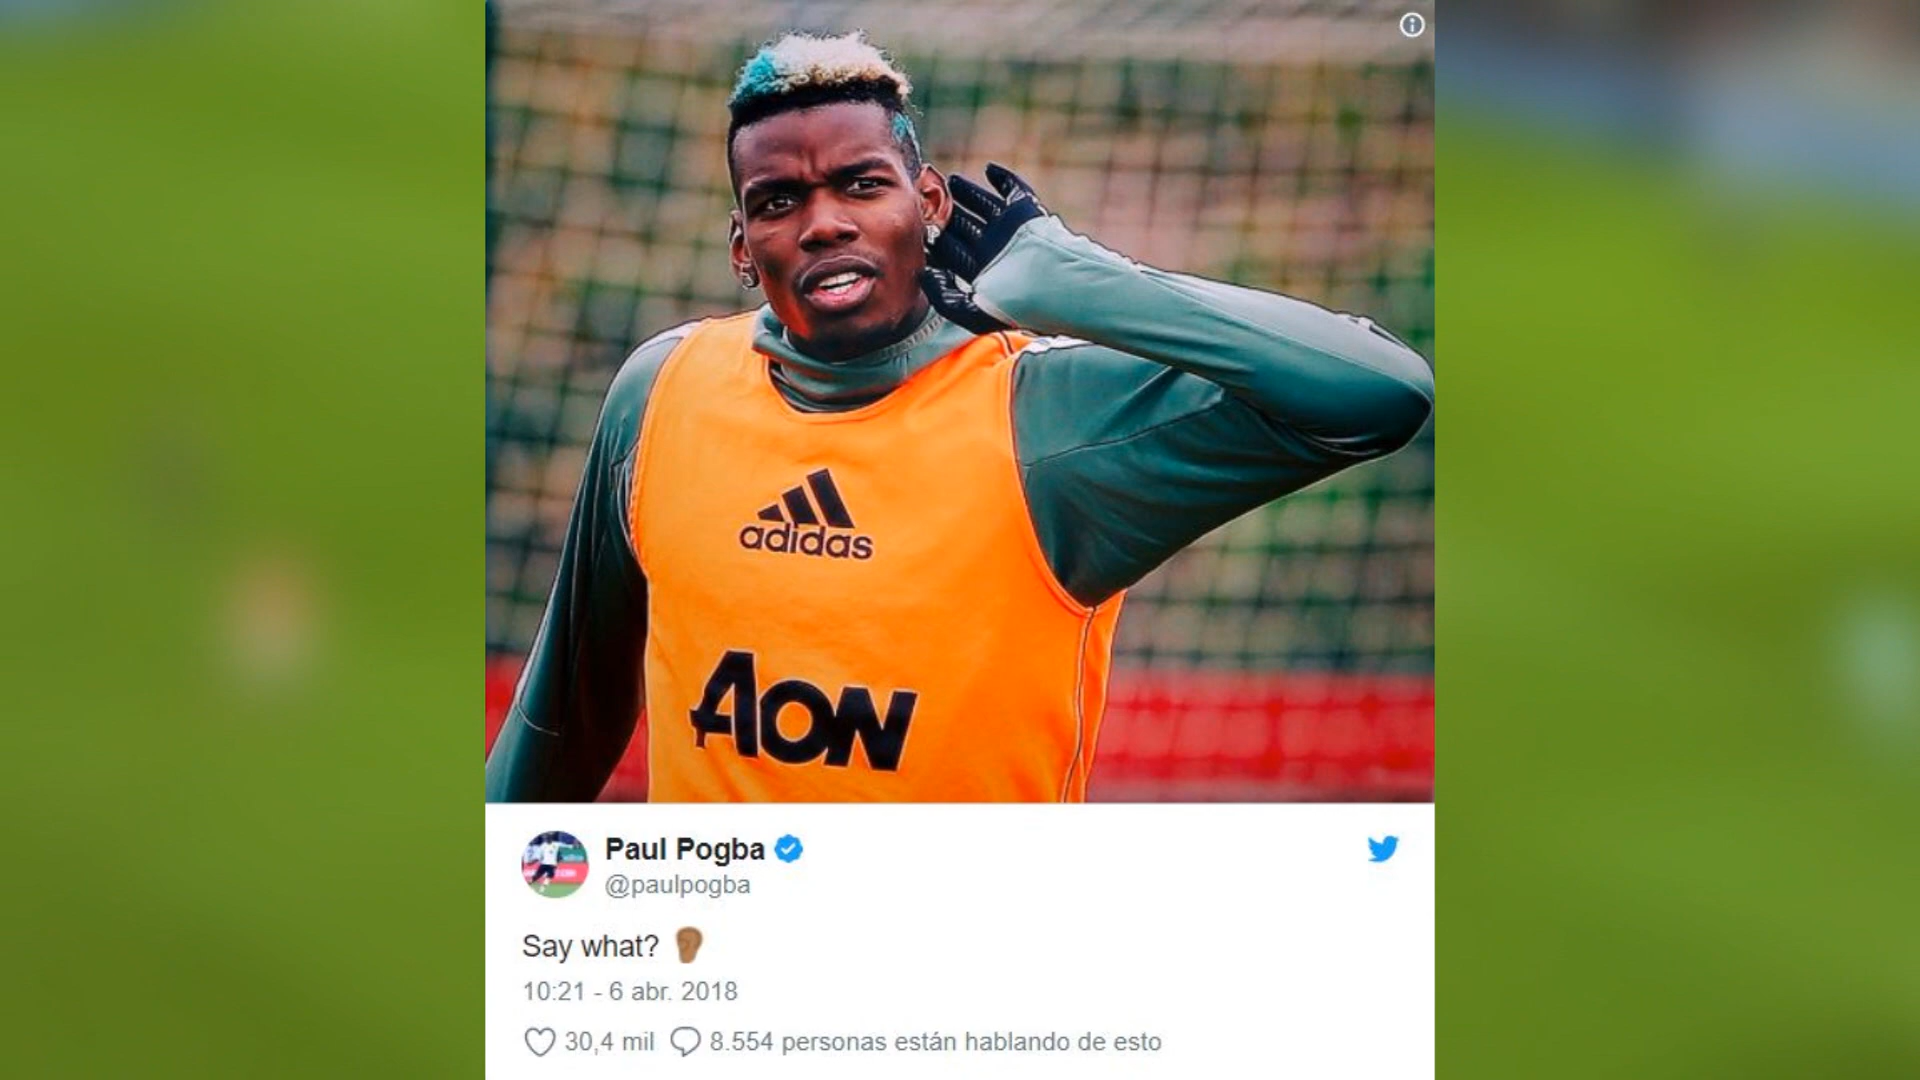 adidas
AON
Paul Pogba
@paulpogba
Say what? 👂🏾
10:21 - 6 abr. 2018
30,4 mil 8.554 personas están hablando de esto